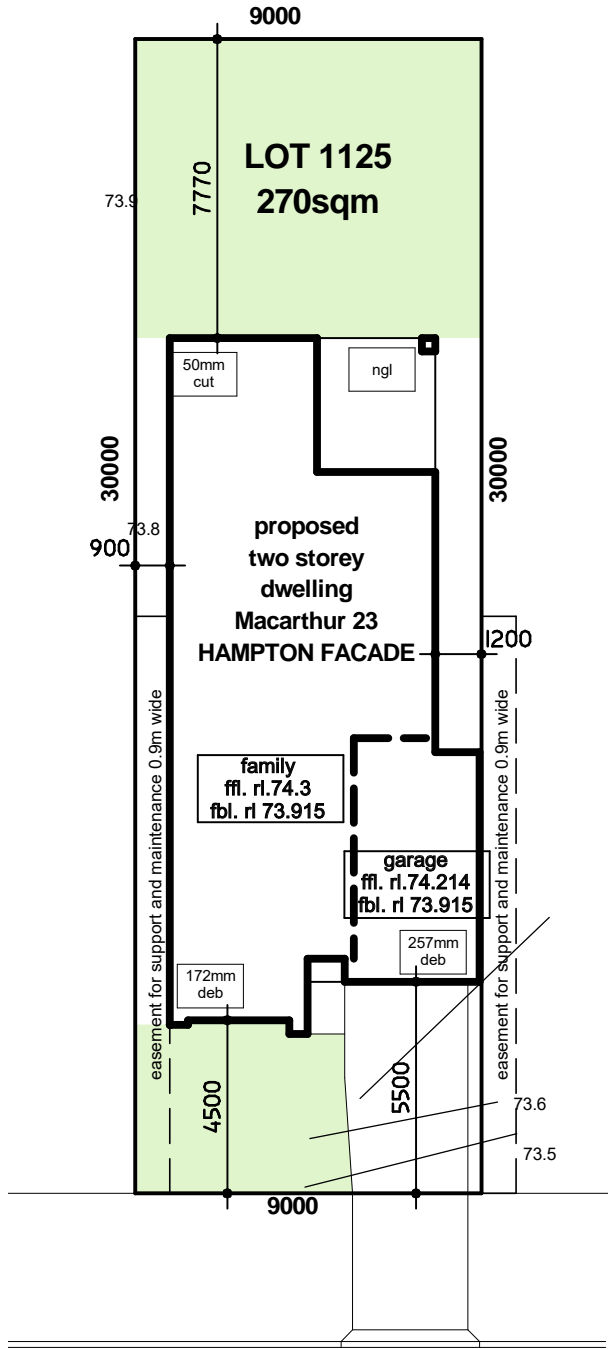 9000
LOT 1125
270sqm
7770
73.9
50mm
cut
ngl
30000
30000
73.8
900
proposed
two storey
dwelling
Macarthur 23
HAMPTON FACADE
1200
easement for support and maintenance 0.9m wide
easement for support and maintenance 0.9m wide
family
ffl. rl.74.3
fbl. rl 73.915
garage
ffl. rl.74.214
fbl. rl 73.915
257mm
deb
172mm
deb
4500
5500
73.6
73.5
9000